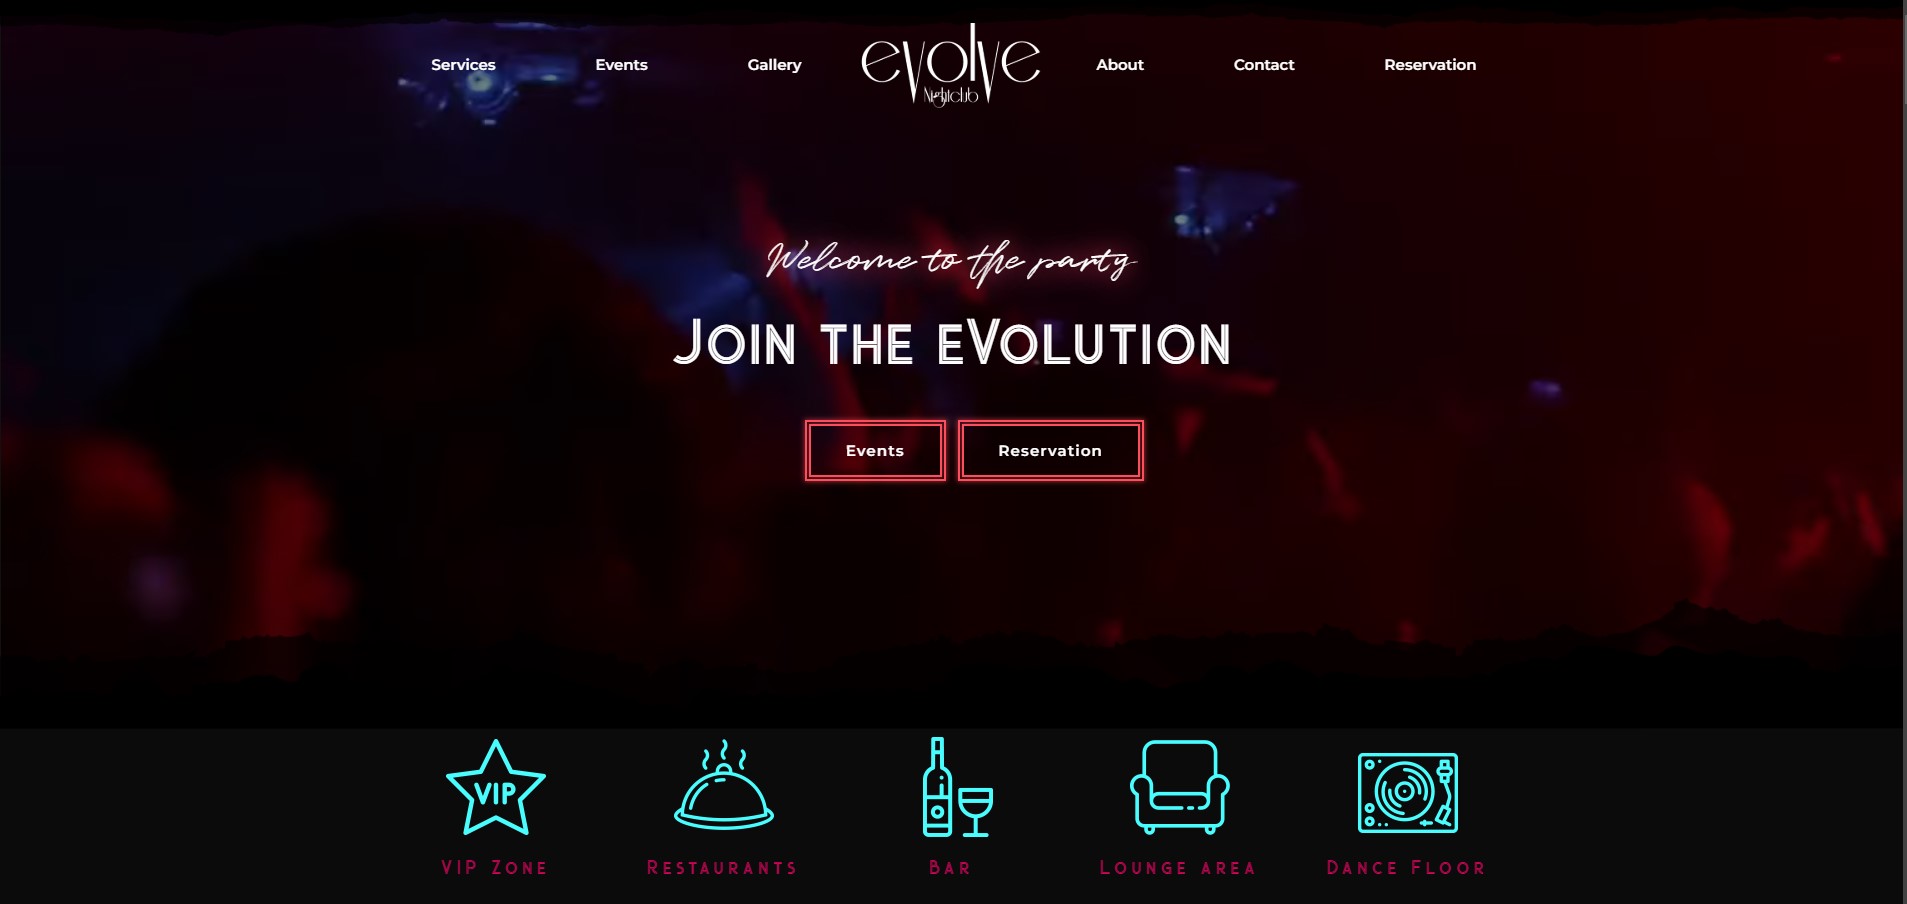 Services Events Gallery evolve About Contact Reservation
Nightclub
Welcome to the party
JOIN THE EVOLUTION
Events Reservation
VIP
VIP ZONE RESTAURANTS BAR LOUNGE AREA DANCE FLOOR